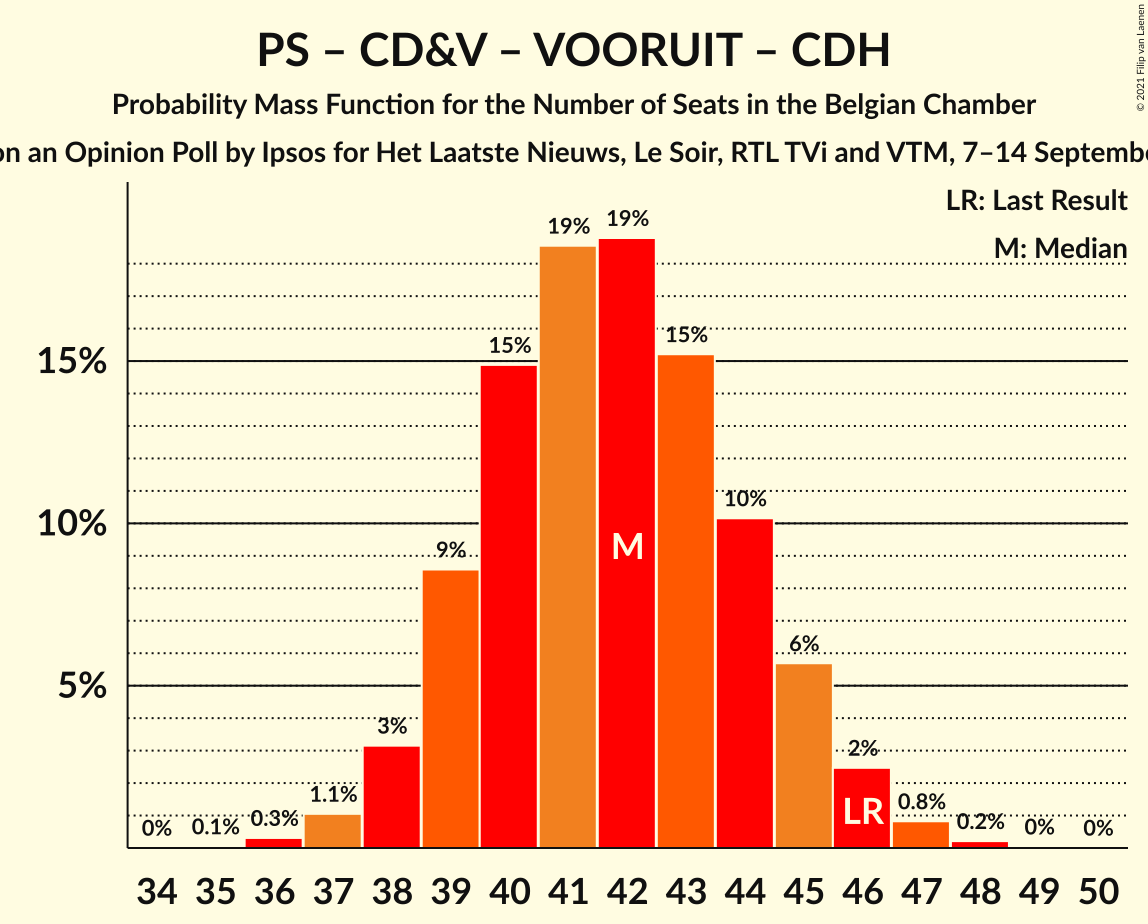 PS – CD&V – VOORUIT – CDH
Probability Mass Function for the Number of Seats in the Belgian Chamber
on an Opinion Poll by Ipsos for Het Laatste Nieuws, Le Soir, RTL TVi and VTM, 7–14 Septembe
© 2021 Filip van Laenen
LR: Last Result
M: Median
15%
10%
5%
0% 0.1% 0.3% 1.1% 3% 9% 15% 19% 19% 15% 10% 6% 2% 0.8% 0.2% 0% 0%
M
LR
34 35 36 37 38 39 40 41 42 43 44 45 46 47 48 49 50